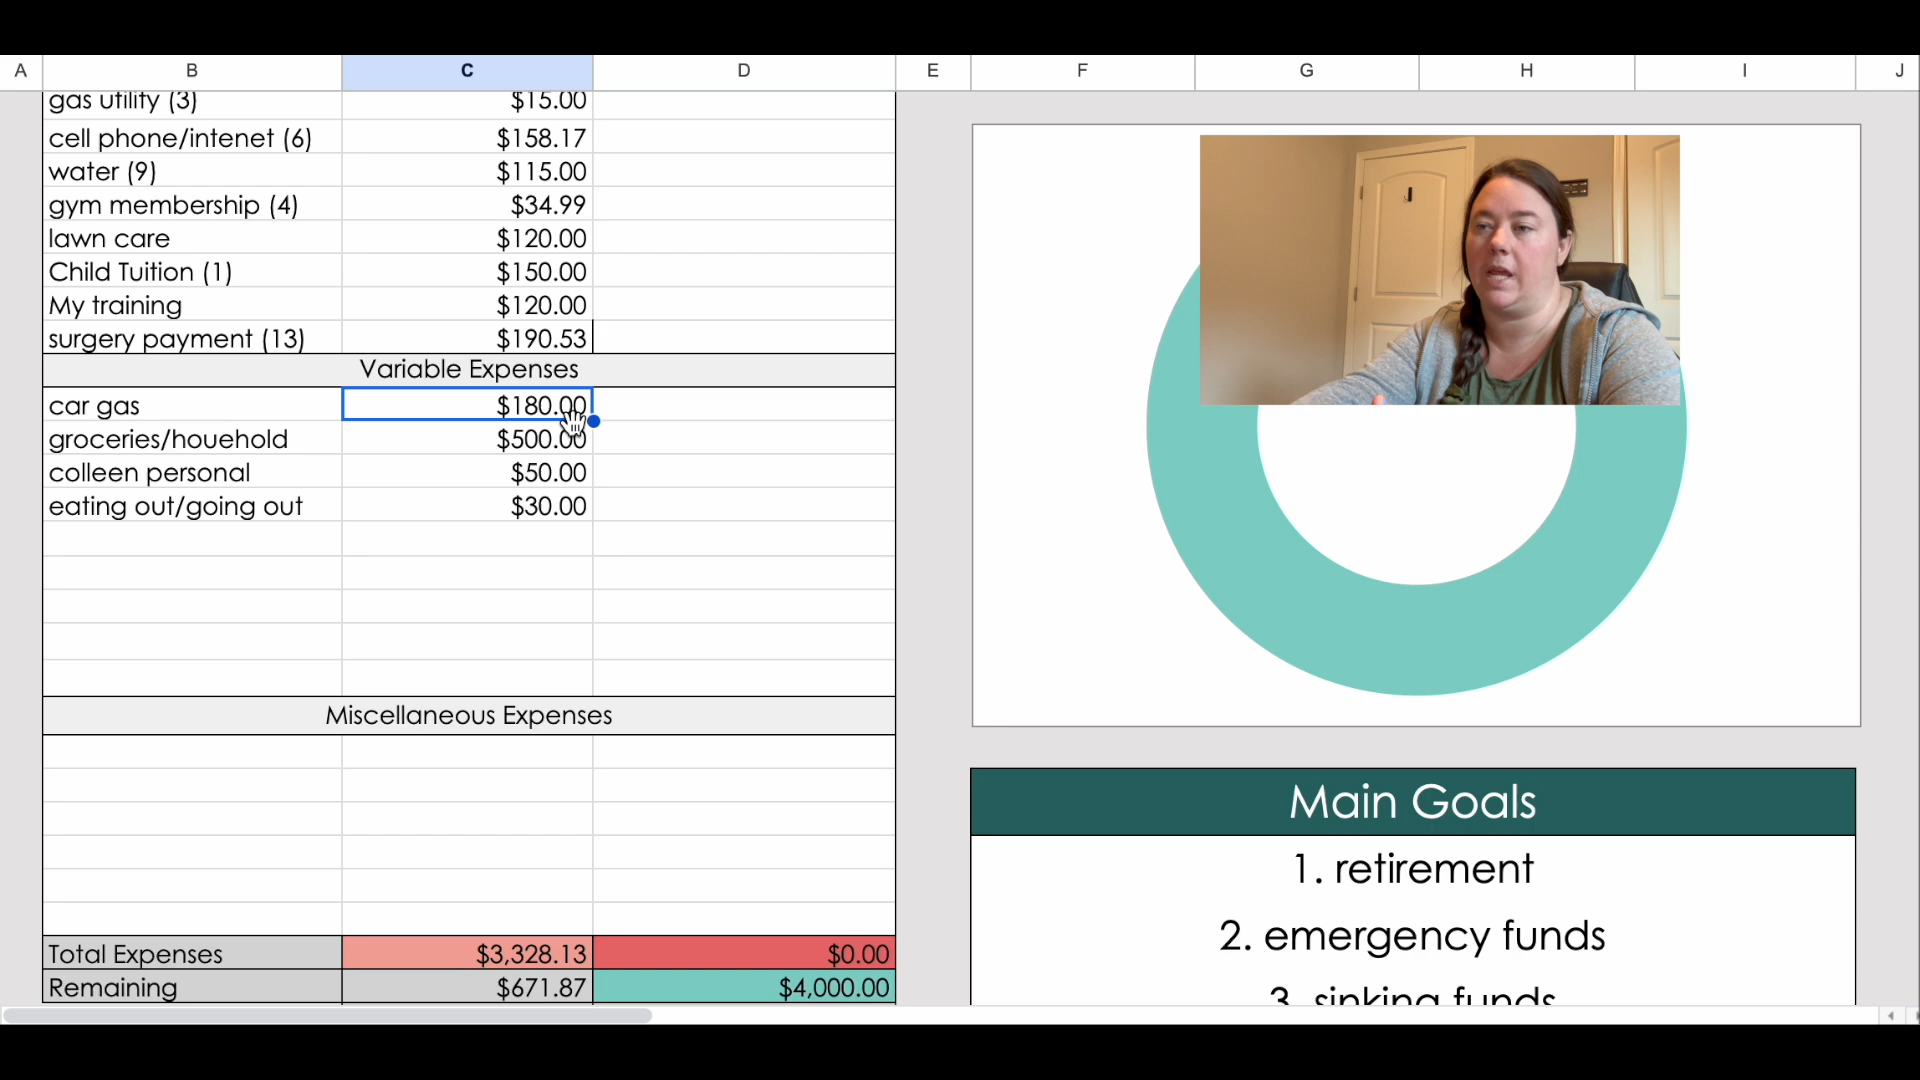 A B C D E F G H I J
gas utility (3) $15.00
cell phone/intenet (6) $158.17
water (9) $115.00
gym membership (4) $34.99
lawn care $120.00
Child Tuition (1) $150.00
My training $120.00
surgery payment (13) $190.53
Variable Expenses
car gas $180.00
groceries/houehold $500.00
colleen personal $50.00
eating out/going out $30.00
Miscellaneous Expenses
Total Expenses $3,328.13 $0.00
Remaining $671.87 $4,000.00
Main Goals
1. retirement
2. emergency funds
3. sinking funds